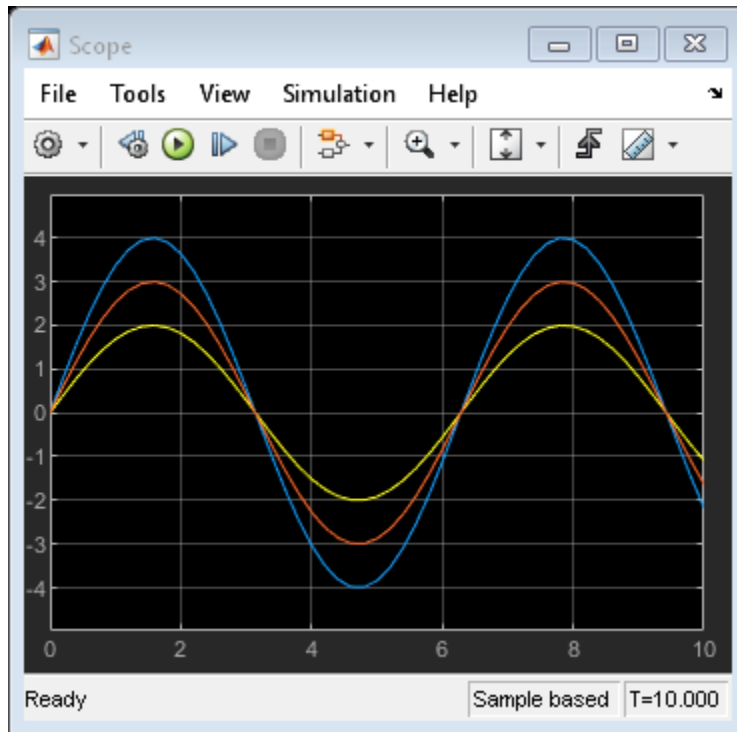 Scope
File Tools View Simulation Help
4
3
2
1
0
-1
-2
-3
-4
0 2 4 6 8 10
Ready Sample based T=10.000